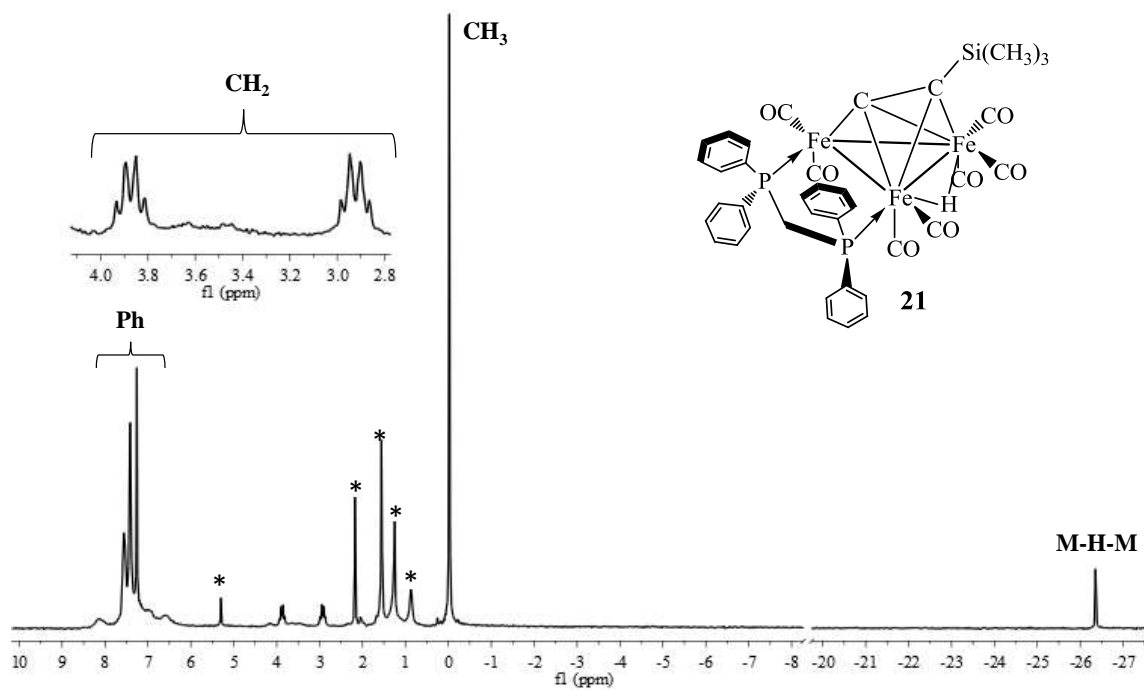 CH3
CH2
4.0 3.8 3.6 3.4 3.2 3.0 2.8
f1 (ppm)
Ph
* * * * *
M-H-M
10 9 8 7 6 5 4 3 2 1 0 -1 -2 -3 -4 -5 -6 -7 -8 -20 -21 -22 -23 -24 -25 -26 -27
f1 (ppm)
Si(CH3)3
C C
CO CO
Fe Fe
CO CO CO
P Fe H
P CO CO
21